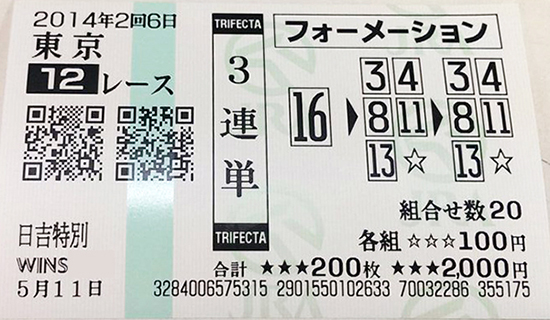 2014年2回6日
東京
12レース
日吉特別
WINS
5月11日
TRIFECTA
3連単
TRIFECTA
フォーメーション
16▶3 4 8 11 13☆▶3 4 8 11 13☆
組合せ数20
各組 ☆☆☆100円
合計 ★★★200枚 ★★★2,000円
3284006575315 2901550102633 70032286 355175